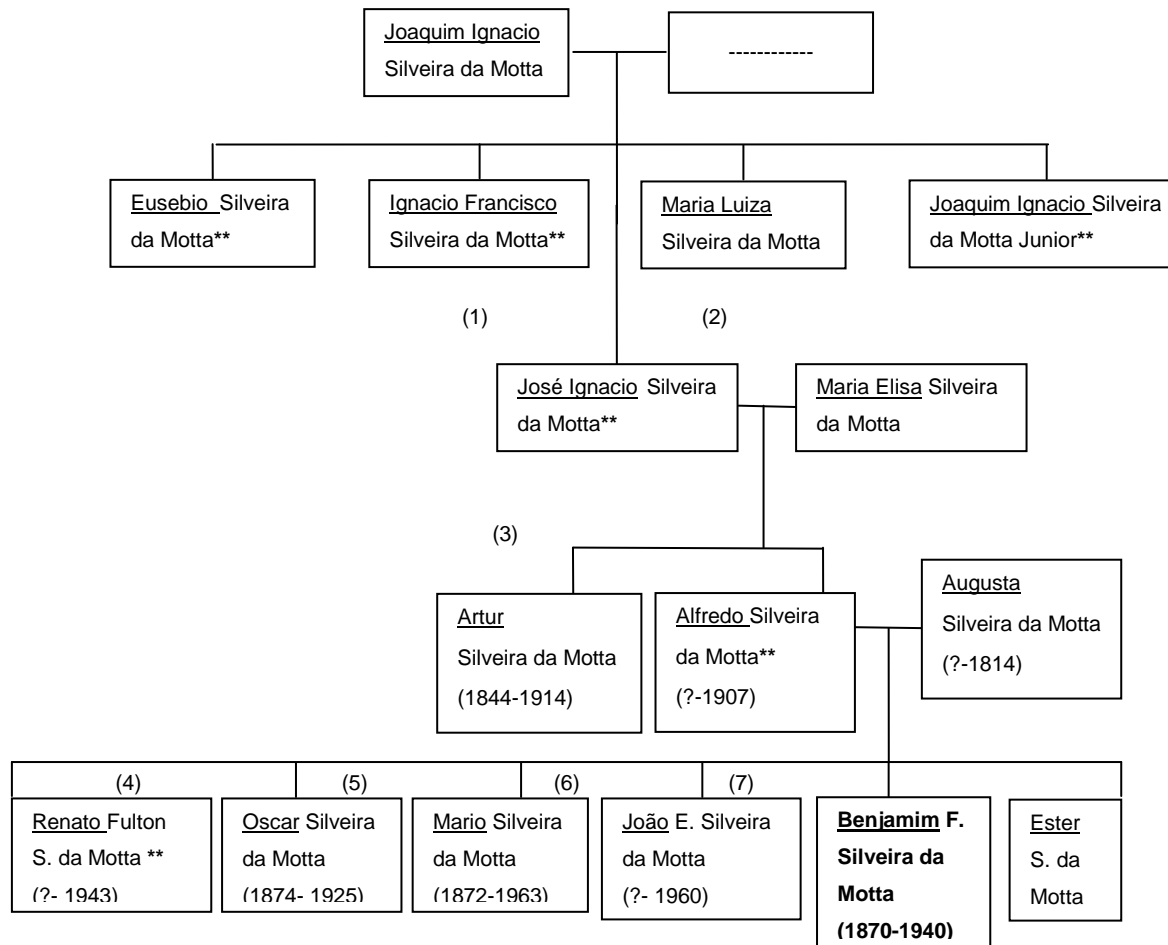 Joaquim Ignacio
Silveira da Motta
------------
Eusebio Silveira
da Motta**
Ignacio Francisco
Silveira da Motta**
Maria Luiza
Silveira da Motta
Joaquim Ignacio Silveira
da Motta Junior**
(1)
(2)
José Ignacio Silveira
da Motta**
Maria Elisa Silveira
da Motta
(3)
Artur
Silveira da Motta
(1844-1914)
Alfredo Silveira
da Motta**
(?-1907)
Augusta
Silveira da Motta
(?-1814)
(4)
(5)
(6)
(7)
Renato Fulton
S. da Motta **
(?- 1943)
Oscar Silveira
da Motta
(1874- 1925)
Mario Silveira
da Motta
(1872-1963)
João E. Silveira
da Motta
(?- 1960)
Benjamim F.
Silveira da
Motta
(1870-1940)
Ester
S. da
Motta